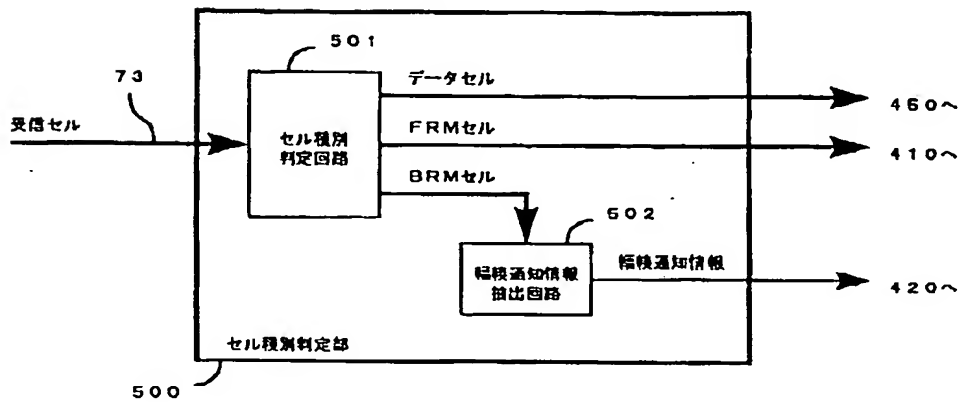 501
73
データセル
460へ
受信セル
セル種別
判定回路
FRMセル
410へ
BRMセル
502
輻輳通知情報
抽出回路
輻輳通知情報
420へ
セル種別判定部
500